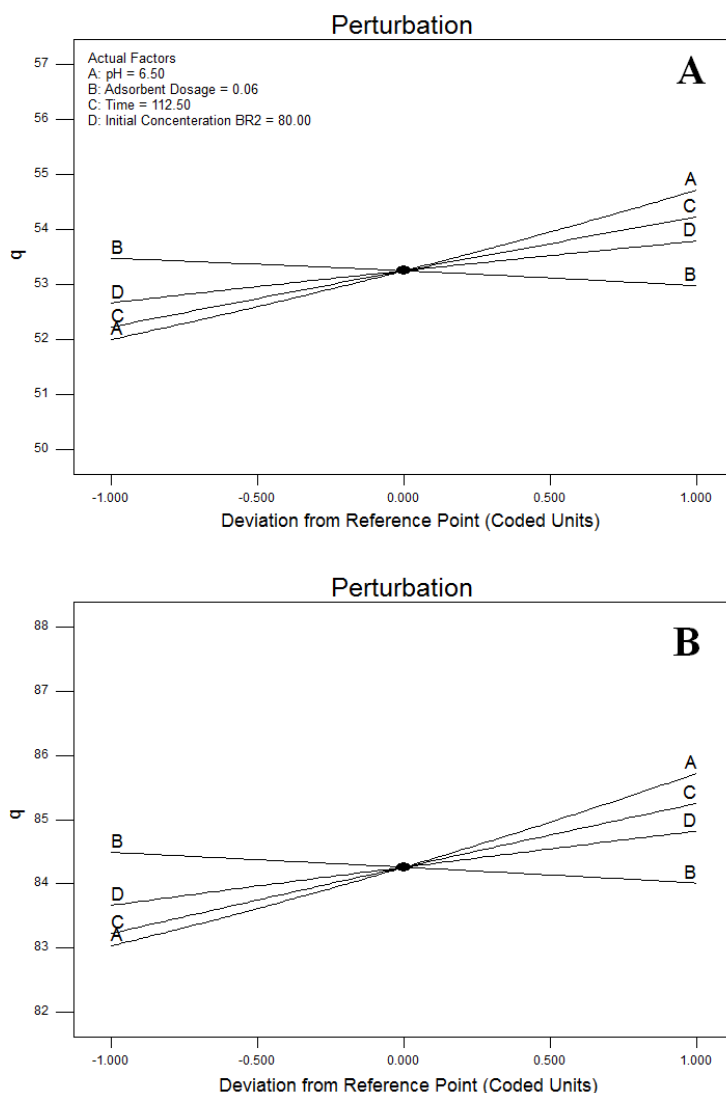 Perturbation
Actual Factors
A: pH = 6.50
B: Adsorbent Dosage = 0.06
C: Time = 112.50
D: Initial Concenteration BR2 = 80.00
A
57
56
55
54
53
52
51
50
q
B
D
C
A
A
C
D
B
-1.000
-0.500
0.000
0.500
1.000
Deviation from Reference Point (Coded Units)
Perturbation
B
88
87
86
85
84
83
82
q
B
D
C
A
A
C
D
B
-1.000
-0.500
0.000
0.500
1.000
Deviation from Reference Point (Coded Units)